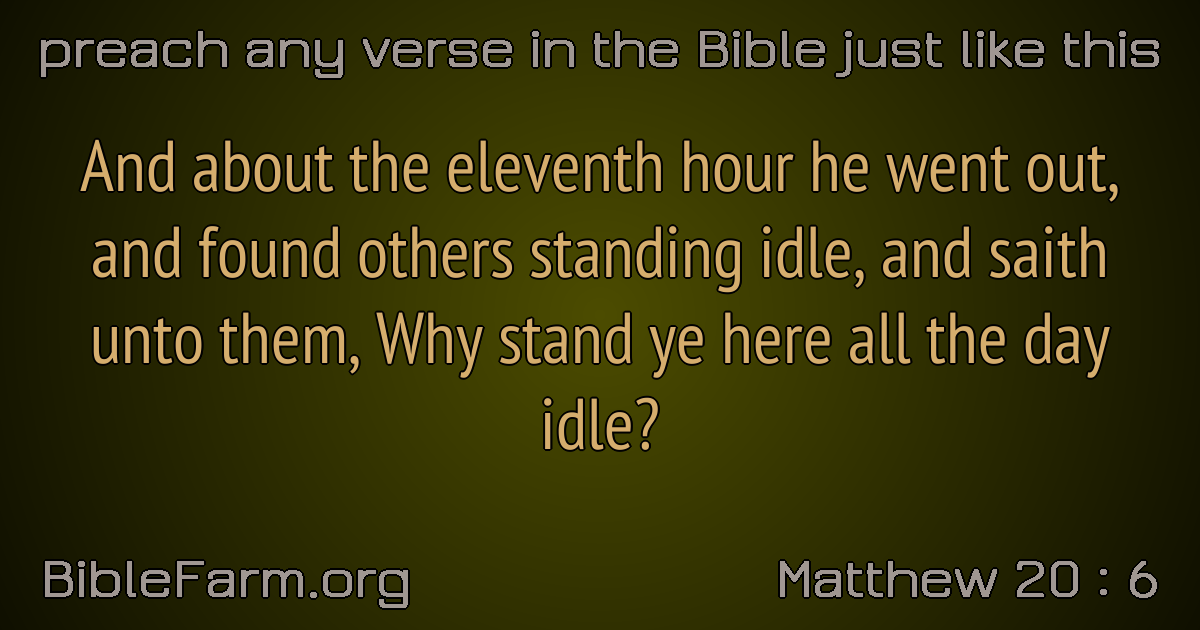 preach any verse in the Bible just like this
And about the eleventh hour he went out,
and found others standing idle, and saith
unto them, Why stand ye here all the day
idle?
BibleFarm.org
Matthew 20 : 6